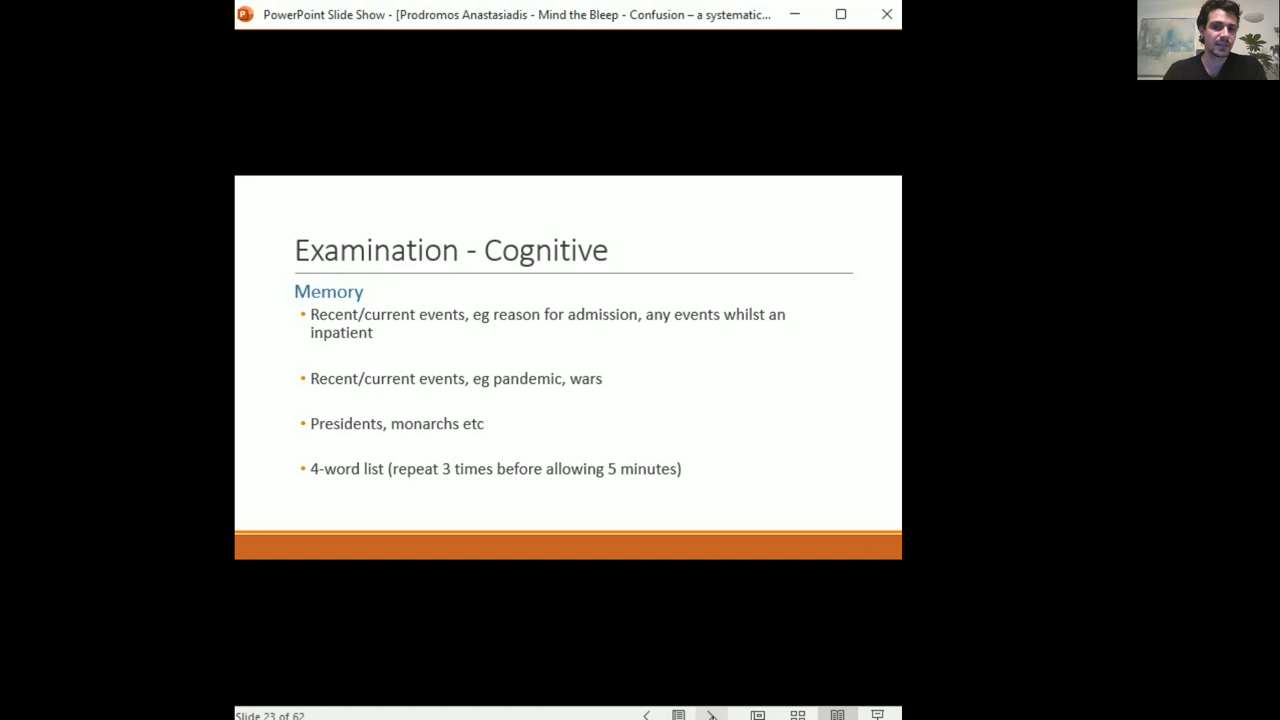 PowerPoint Slide Show - [Prodromos Anastasiadis - Mind the Bleep - Confusion – a systematic...
Examination - Cognitive
Memory
• Recent/current events, eg reason for admission, any events whilst an
inpatient
• Recent/current events, eg pandemic, wars
• Presidents, monarchs etc
• 4-word list (repeat 3 times before allowing 5 minutes)
Slide 23 of 62